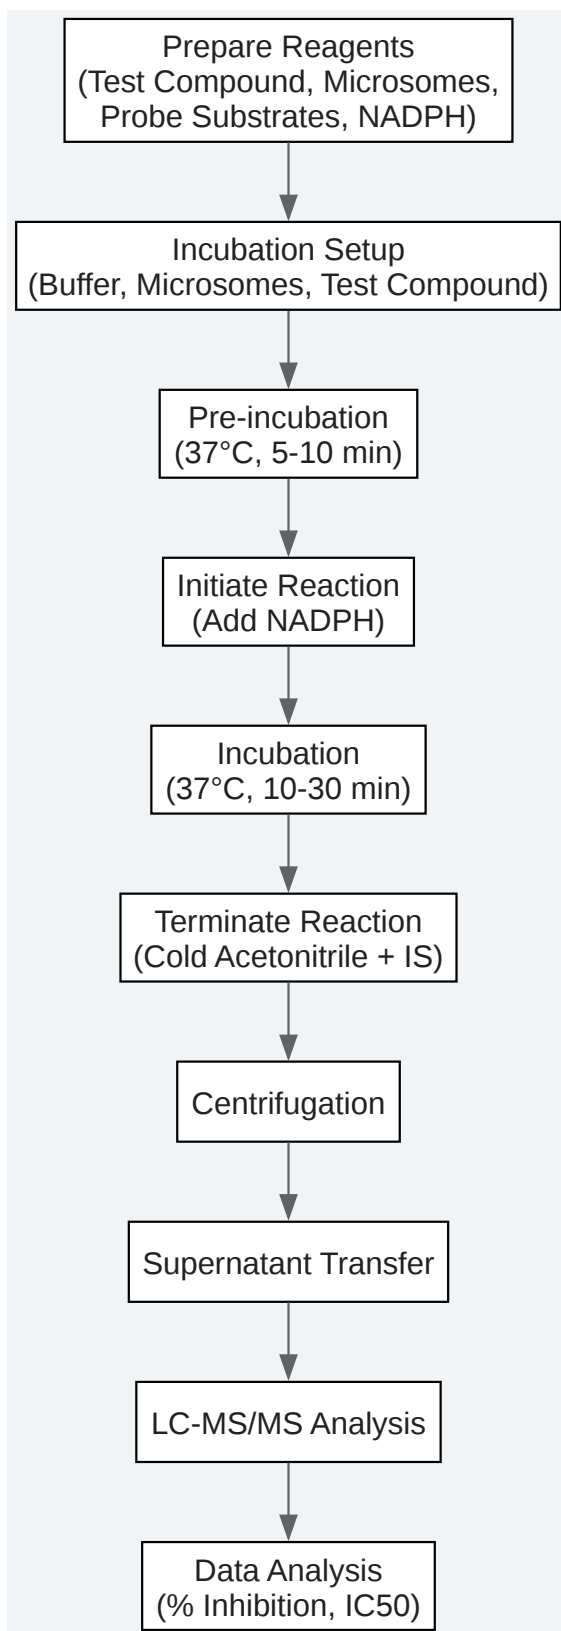 Prepare Reagents
(Test Compound, Microsomes,
Probe Substrates, NADPH)
Incubation Setup
(Buffer, Microsomes, Test Compound)
Pre-incubation
(37°C, 5-10 min)
Initiate Reaction
(Add NADPH)
Incubation
(37°C, 10-30 min)
Terminate Reaction
(Cold Acetonitrile + IS)
Centrifugation
Supernatant Transfer
LC-MS/MS Analysis
Data Analysis
(% Inhibition, IC50)